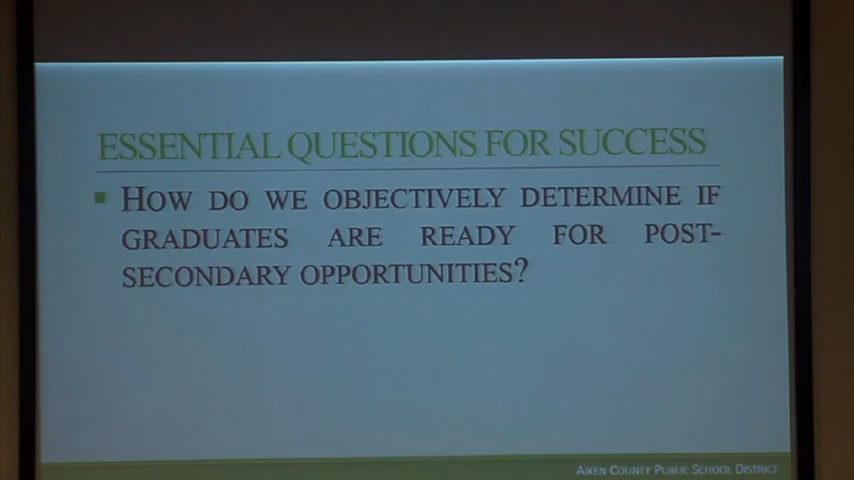 ESSENTIAL QUESTIONS FOR SUCCESS
HOW DO WE OBJECTIVELY DETERMINE IF
GRADUATES ARE READY FOR POST-
SECONDARY OPPORTUNITIES?
AIKEN COUNTY PUBLIC SCHOOL DISTRICT